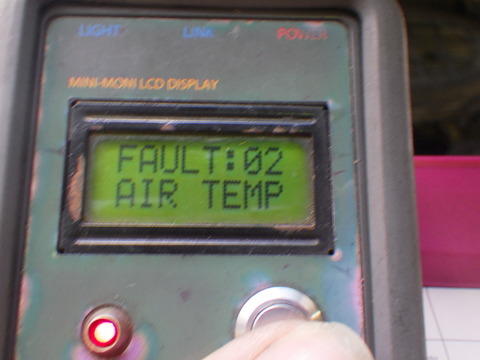 LIGHT LINK POWER
MINI-MONI LCD DISPLAY
FAULT:02
AIR TEMP